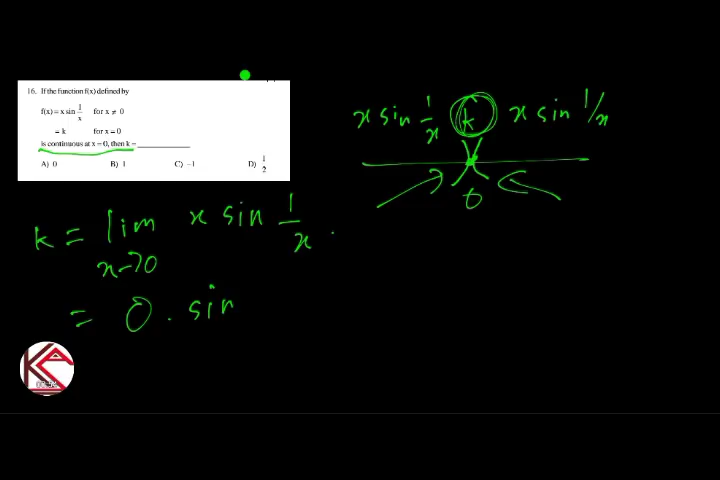 16. If the function f(x) defined by
f(x) = x sin 1/x for x ≠ 0
= k for x = 0
is continuous at x = 0, then k = ________
A) 0 B) 1 C) −1 D) 1/2
x sin 1/x k x sin 1/x
0
k = lim x sin 1/x .
x→0
= 0 . sin